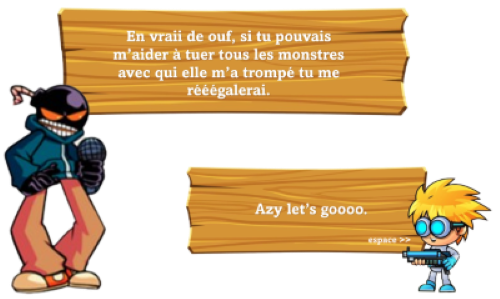 En vraii de ouf, si tu pouvais
m'aider à tuer tous les monstres
avec qui elle m'a trompé tu me
rééégalerai.
Azy let's goooo.
espace >>